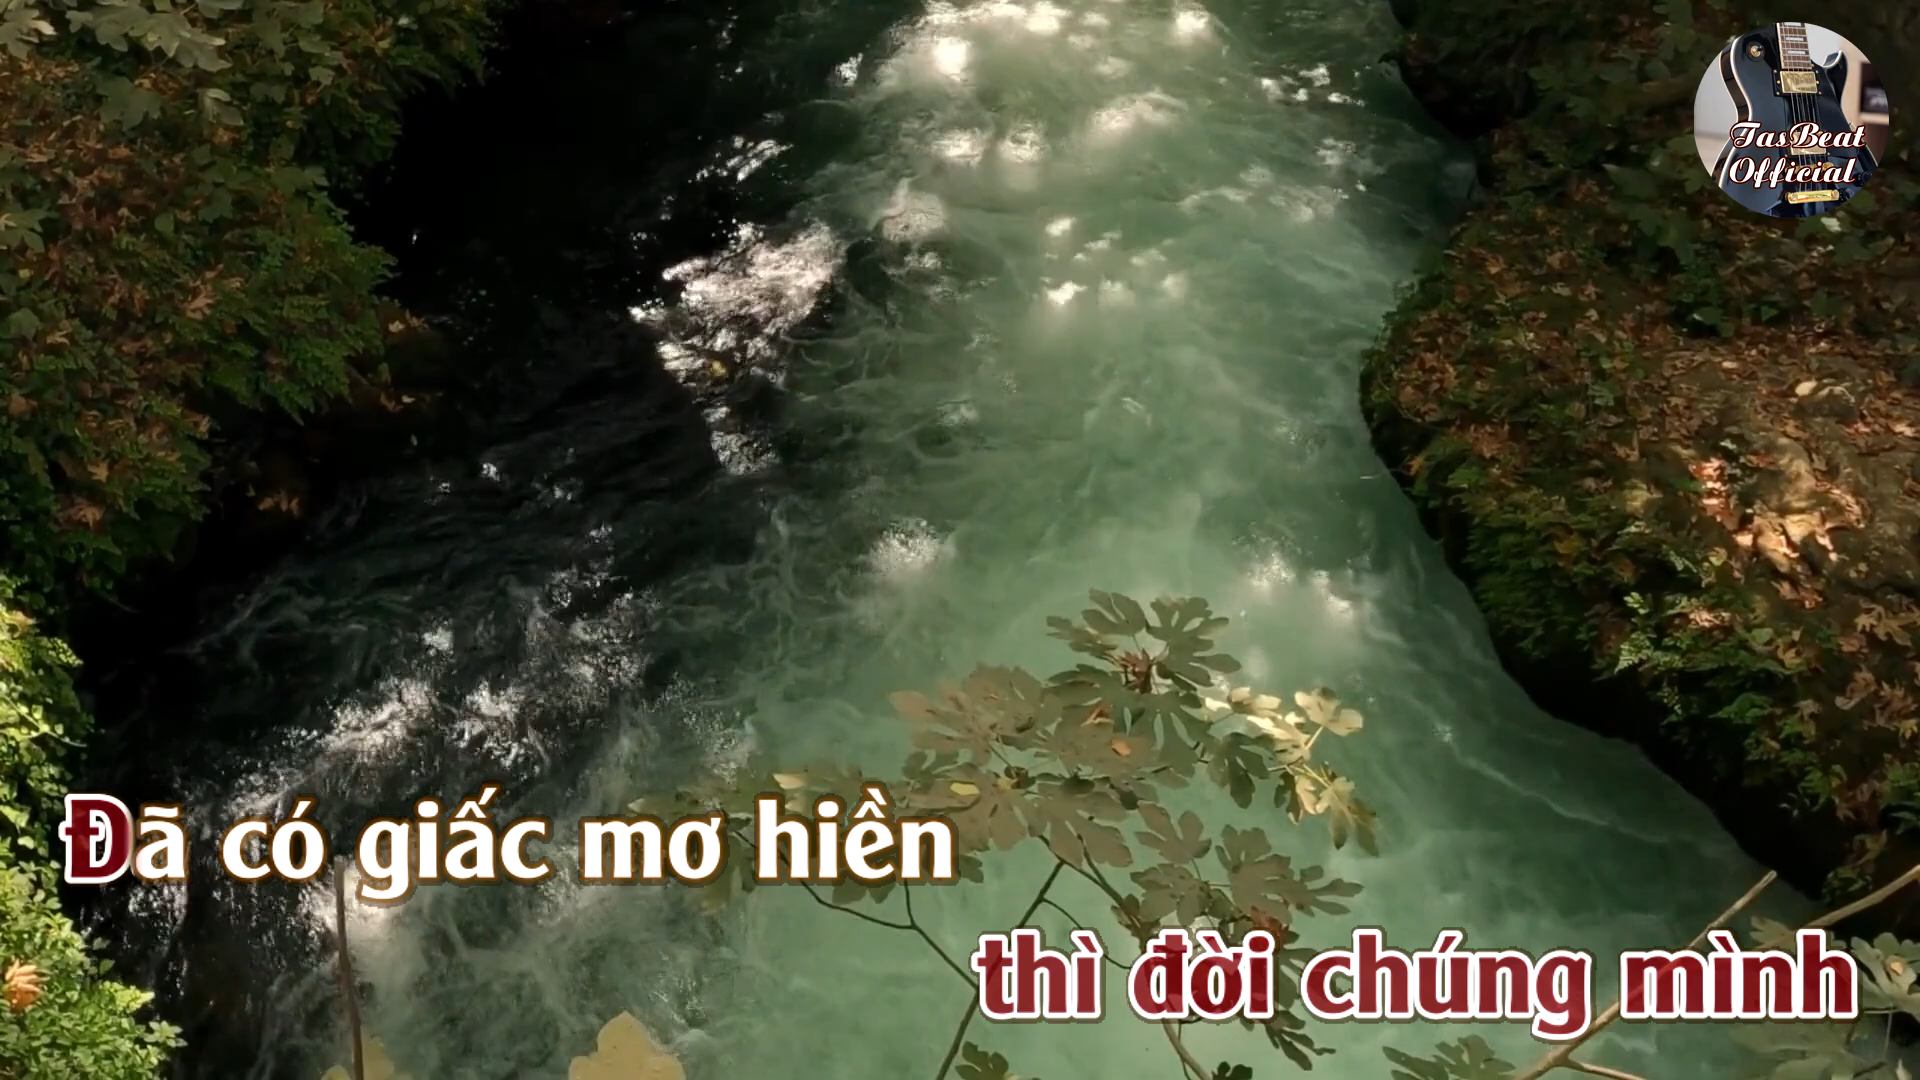 TasBeat
Official
Đã có giấc mơ hiền
thì đời chúng mình